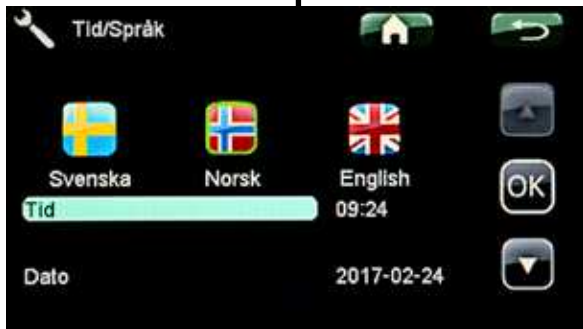 Tid/Språk
Svenska Norsk English
OK
Tid 09:24
Dato 2017-02-24